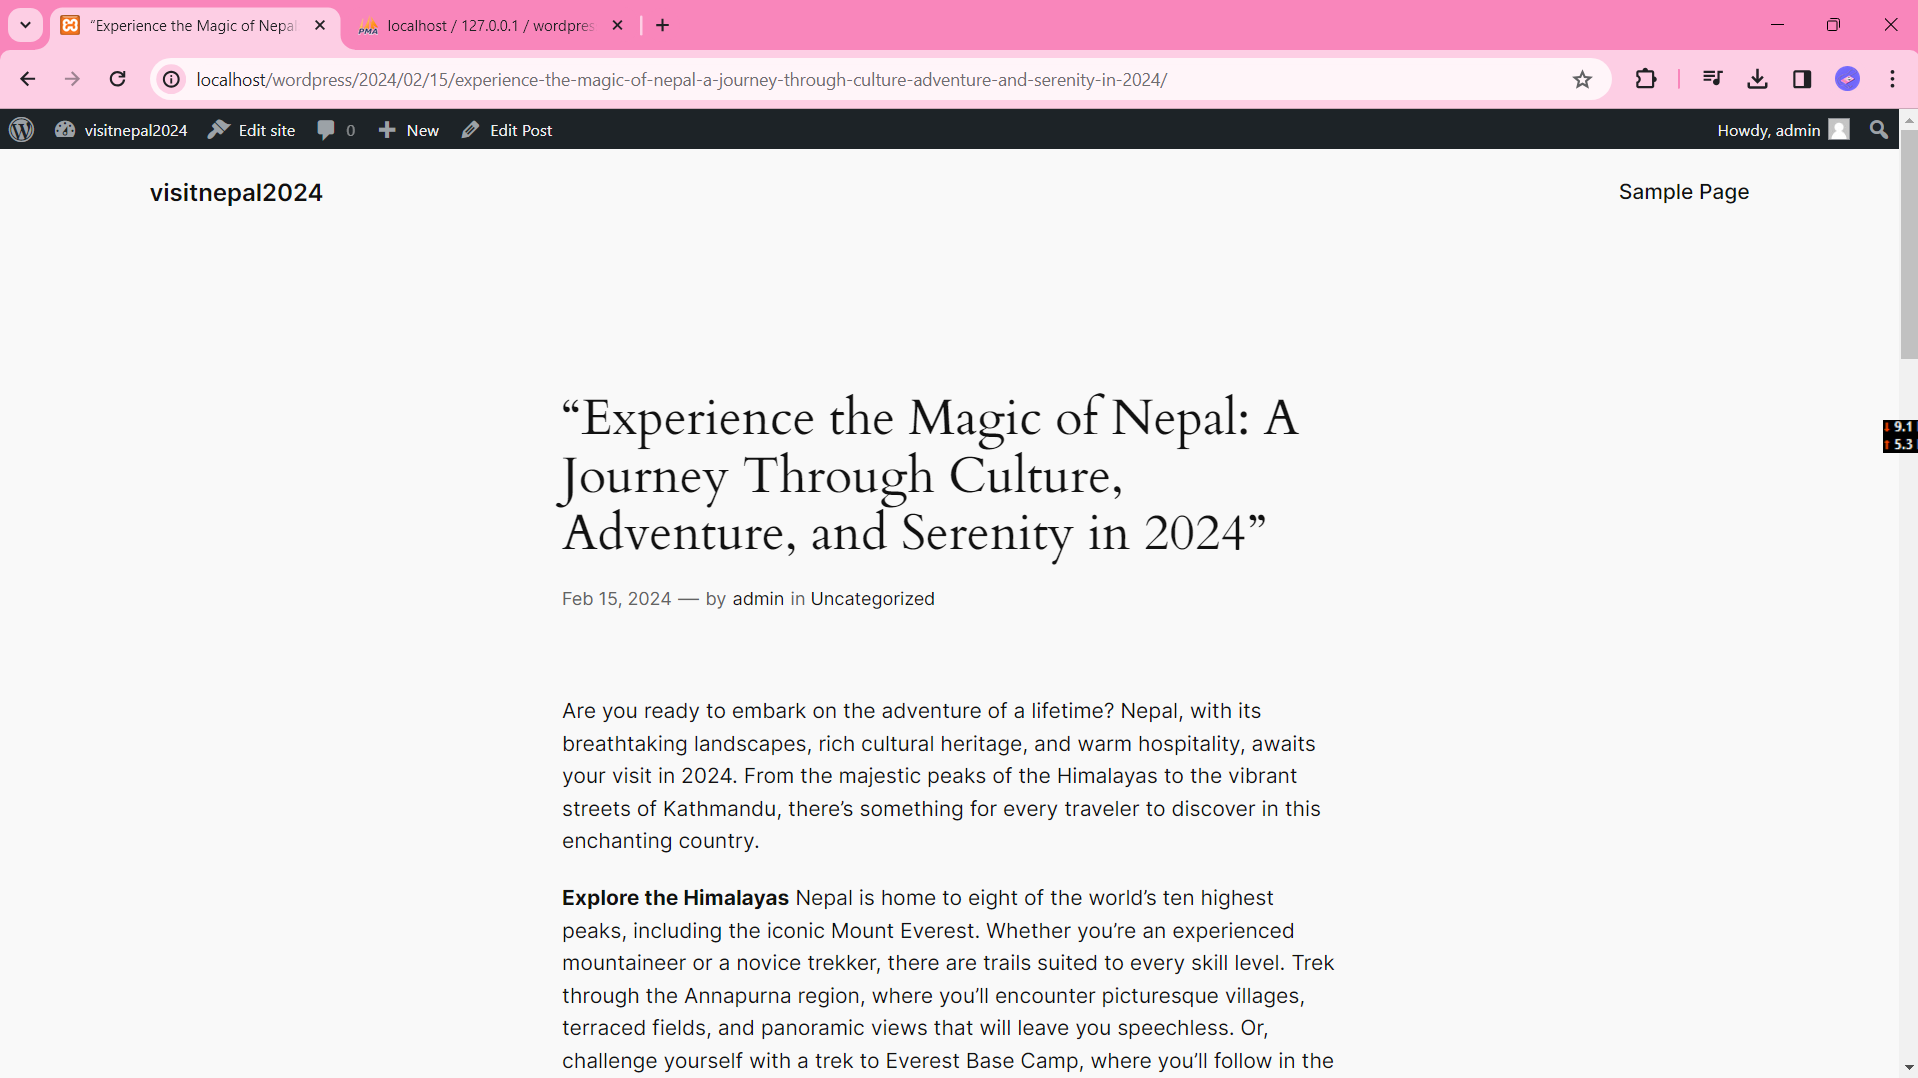 “Experience the Magic of Nepal
localhost / 127.0.0.1 / wordpres
localhost/wordpress/2024/02/15/experience-the-magic-of-nepal-a-journey-through-culture-adventure-and-serenity-in-2024/
visitnepal2024 Edit site 0 New Edit Post Howdy, admin
visitnepal2024 Sample Page
“Experience the Magic of Nepal: A
Journey Through Culture,
Adventure, and Serenity in 2024”
Feb 15, 2024 — by admin in Uncategorized
Are you ready to embark on the adventure of a lifetime? Nepal, with its
breathtaking landscapes, rich cultural heritage, and warm hospitality, awaits
your visit in 2024. From the majestic peaks of the Himalayas to the vibrant
streets of Kathmandu, there’s something for every traveler to discover in this
enchanting country.
Explore the Himalayas Nepal is home to eight of the world’s ten highest
peaks, including the iconic Mount Everest. Whether you’re an experienced
mountaineer or a novice trekker, there are trails suited to every skill level. Trek
through the Annapurna region, where you’ll encounter picturesque villages,
terraced fields, and panoramic views that will leave you speechless. Or,
challenge yourself with a trek to Everest Base Camp, where you’ll follow in the
9.1
5.3
PMA